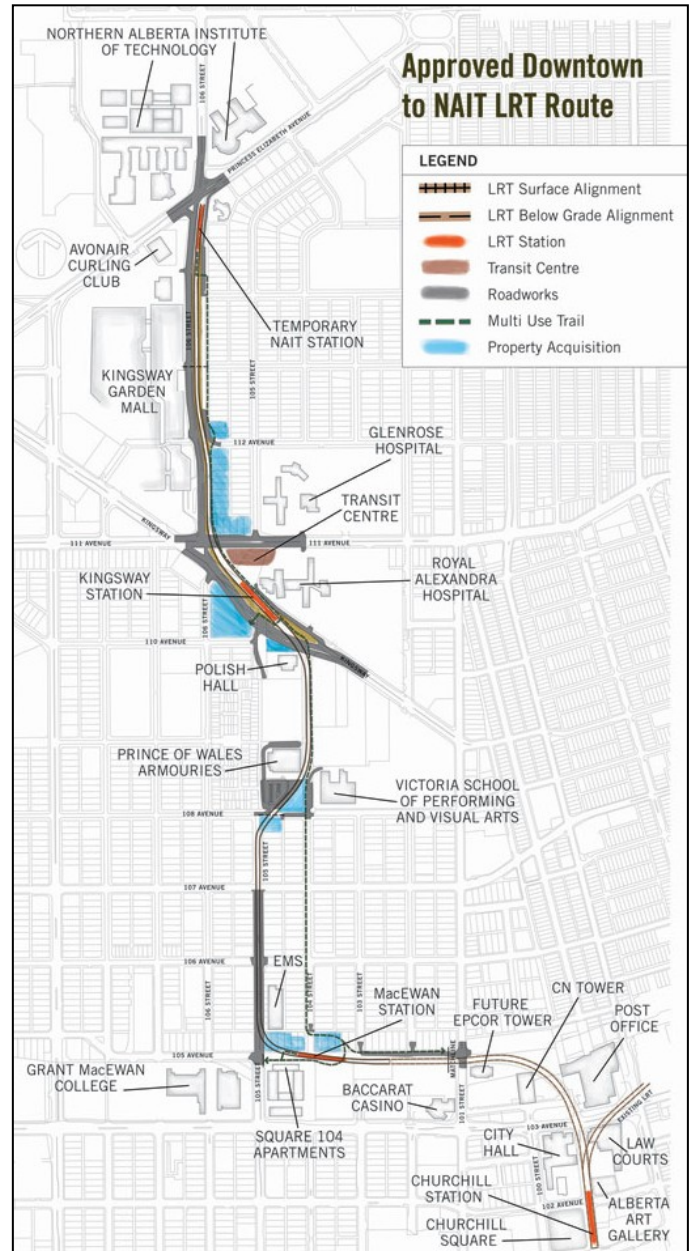 NORTHERN ALBERTA INSTITUTE
OF TECHNOLOGY
106 STREET
Approved Downtown
to NAIT LRT Route
PRINCESS ELIZABETH AVENUE
LEGEND
LRT Surface Alignment
LRT Below Grade Alignment
LRT Station
Transit Centre
Roadworks
Multi Use Trail
Property Acquisition
AVONAIR
CURLING
CLUB
TEMPORARY
NAIT STATION
106 STREET
105 STREET
KINGSWAY
GARDEN
MALL
112 AVENUE
GLENROSE
HOSPITAL
TRANSIT
CENTRE
KINGSWAY
111 AVENUE
111 AVENUE
KINGSWAY
STATION
ROYAL
ALEXANDRA
HOSPITAL
106 STREET
110 AVENUE
KINGSWAY
POLISH
HALL
PRINCE OF WALES
ARMOURIES
VICTORIA SCHOOL
OF PERFORMING
AND VISUAL ARTS
108 AVENUE
105 STREET
107 AVENUE
106 AVENUE
EMS
106 STREET
104 STREET
103 STREET
MacEWAN
STATION
FUTURE
EPCOR TOWER
CN TOWER
POST
OFFICE
105 AVENUE
GRANT MacEWAN
COLLEGE
105 STREET
101 STREET
BACCARAT
CASINO
SQUARE 104
APARTMENTS
103 AVENUE
EXISTING LRT
CITY
HALL
100 STREET
LAW
COURTS
CHURCHILL
STATION
102 AVENUE
ALBERTA
ART
GALLERY
CHURCHILL
SQUARE